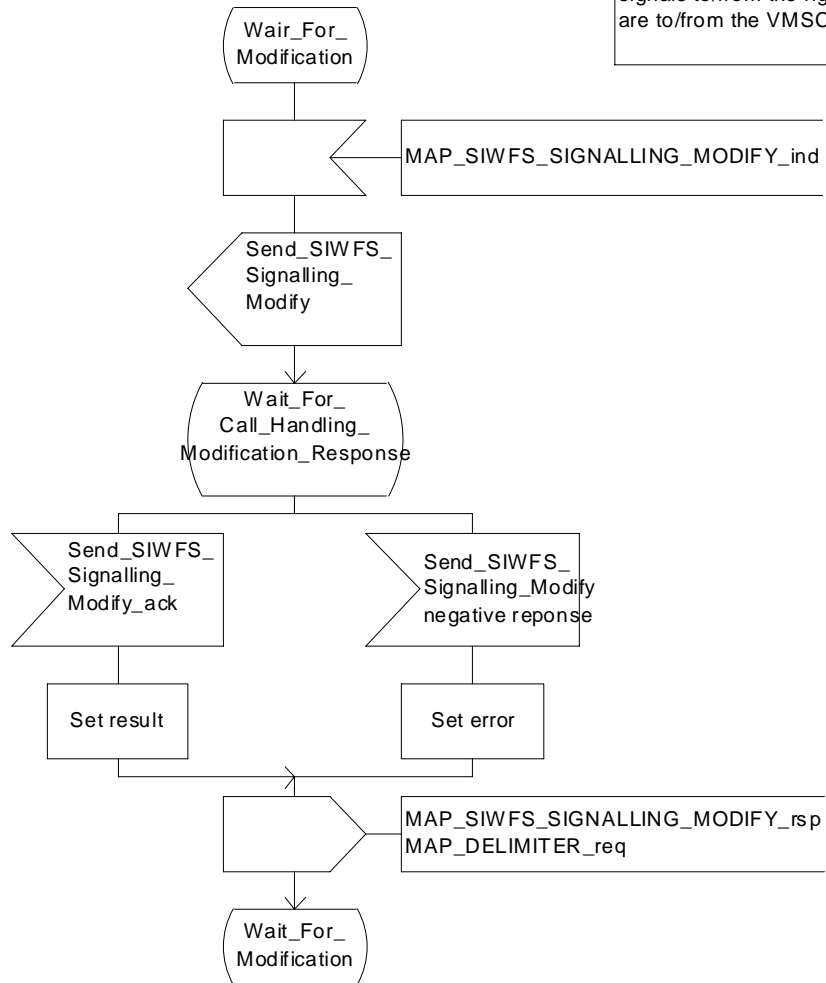 are to/from the VMSC
Wair_For_
Modification
MAP_SIWFS_SIGNALLING_MODIFY_ind
Send_SIWFS_
Signalling_
Modify
Wait_For_
Call_Handling_
Modification_Response
Send_SIWFS_
Signalling_
Modify_ack
Send_SIWFS_
Signalling_Modify
negative reponse
Set result
Set error
MAP_SIWFS_SIGNALLING_MODIFY_rsp
MAP_DELIMITER_req
Wait_For_
Modification